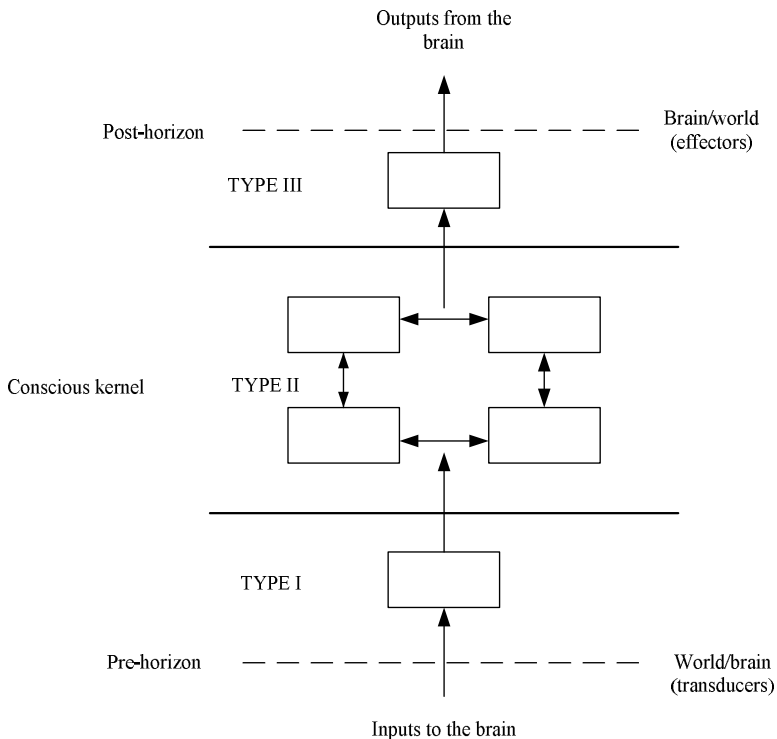 Outputs from the
brain
Post-horizon
Brain/world
(effectors)
TYPE III
Conscious kernel
TYPE II
TYPE I
Pre-horizon
World/brain
(transducers)
Inputs to the brain